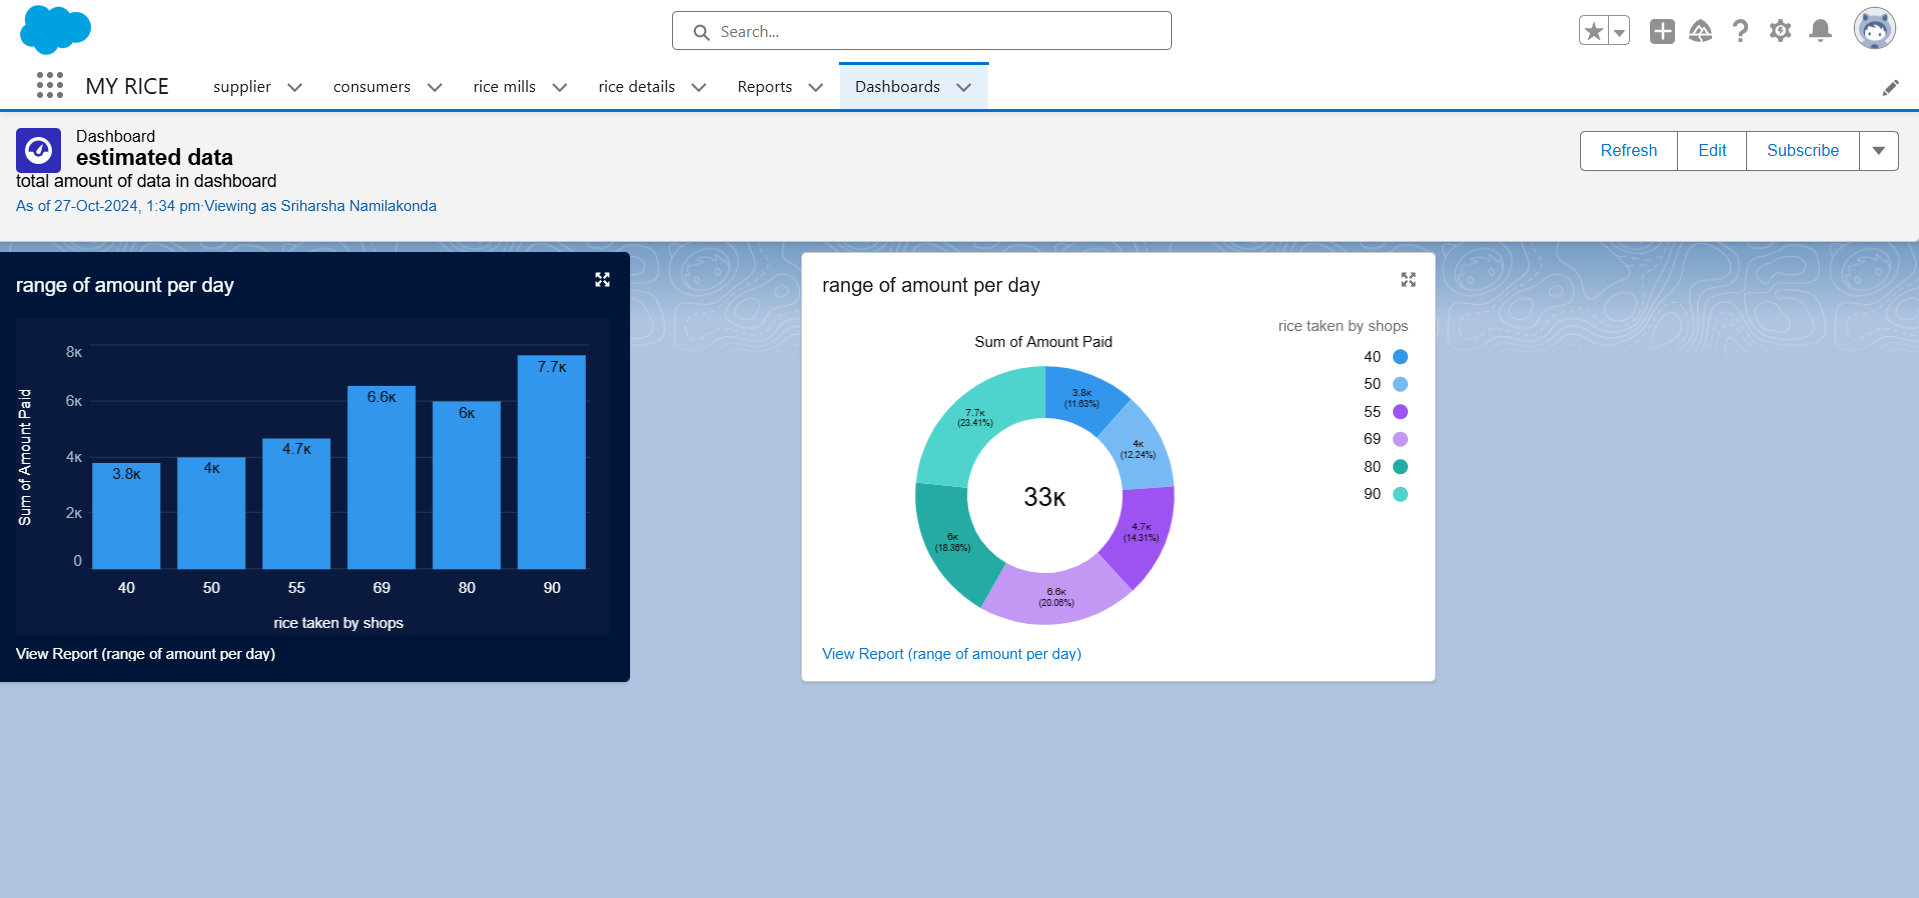 Search...
MY RICE
supplier
consumers
rice mills
rice details
Reports
Dashboards
Dashboard
estimated data
total amount of data in dashboard
As of 27-Oct-2024, 1:34 pm·Viewing as Sriharsha Namilakonda
Refresh
Edit
Subscribe
range of amount per day
Sum of Amount Paid
8K
6K
4K
2K
0
3.8K
4K
4.7K
6.6K
6K
7.7K
40
50
55
69
80
90
rice taken by shops
View Report (range of amount per day)
range of amount per day
Sum of Amount Paid
3.8K
(11.63%)
4K
(12.24%)
4.7K
(14.31%)
6.6K
(20.06%)
6K
(18.36%)
7.7K
(23.41%)
33K
rice taken by shops
40
50
55
69
80
90
View Report (range of amount per day)